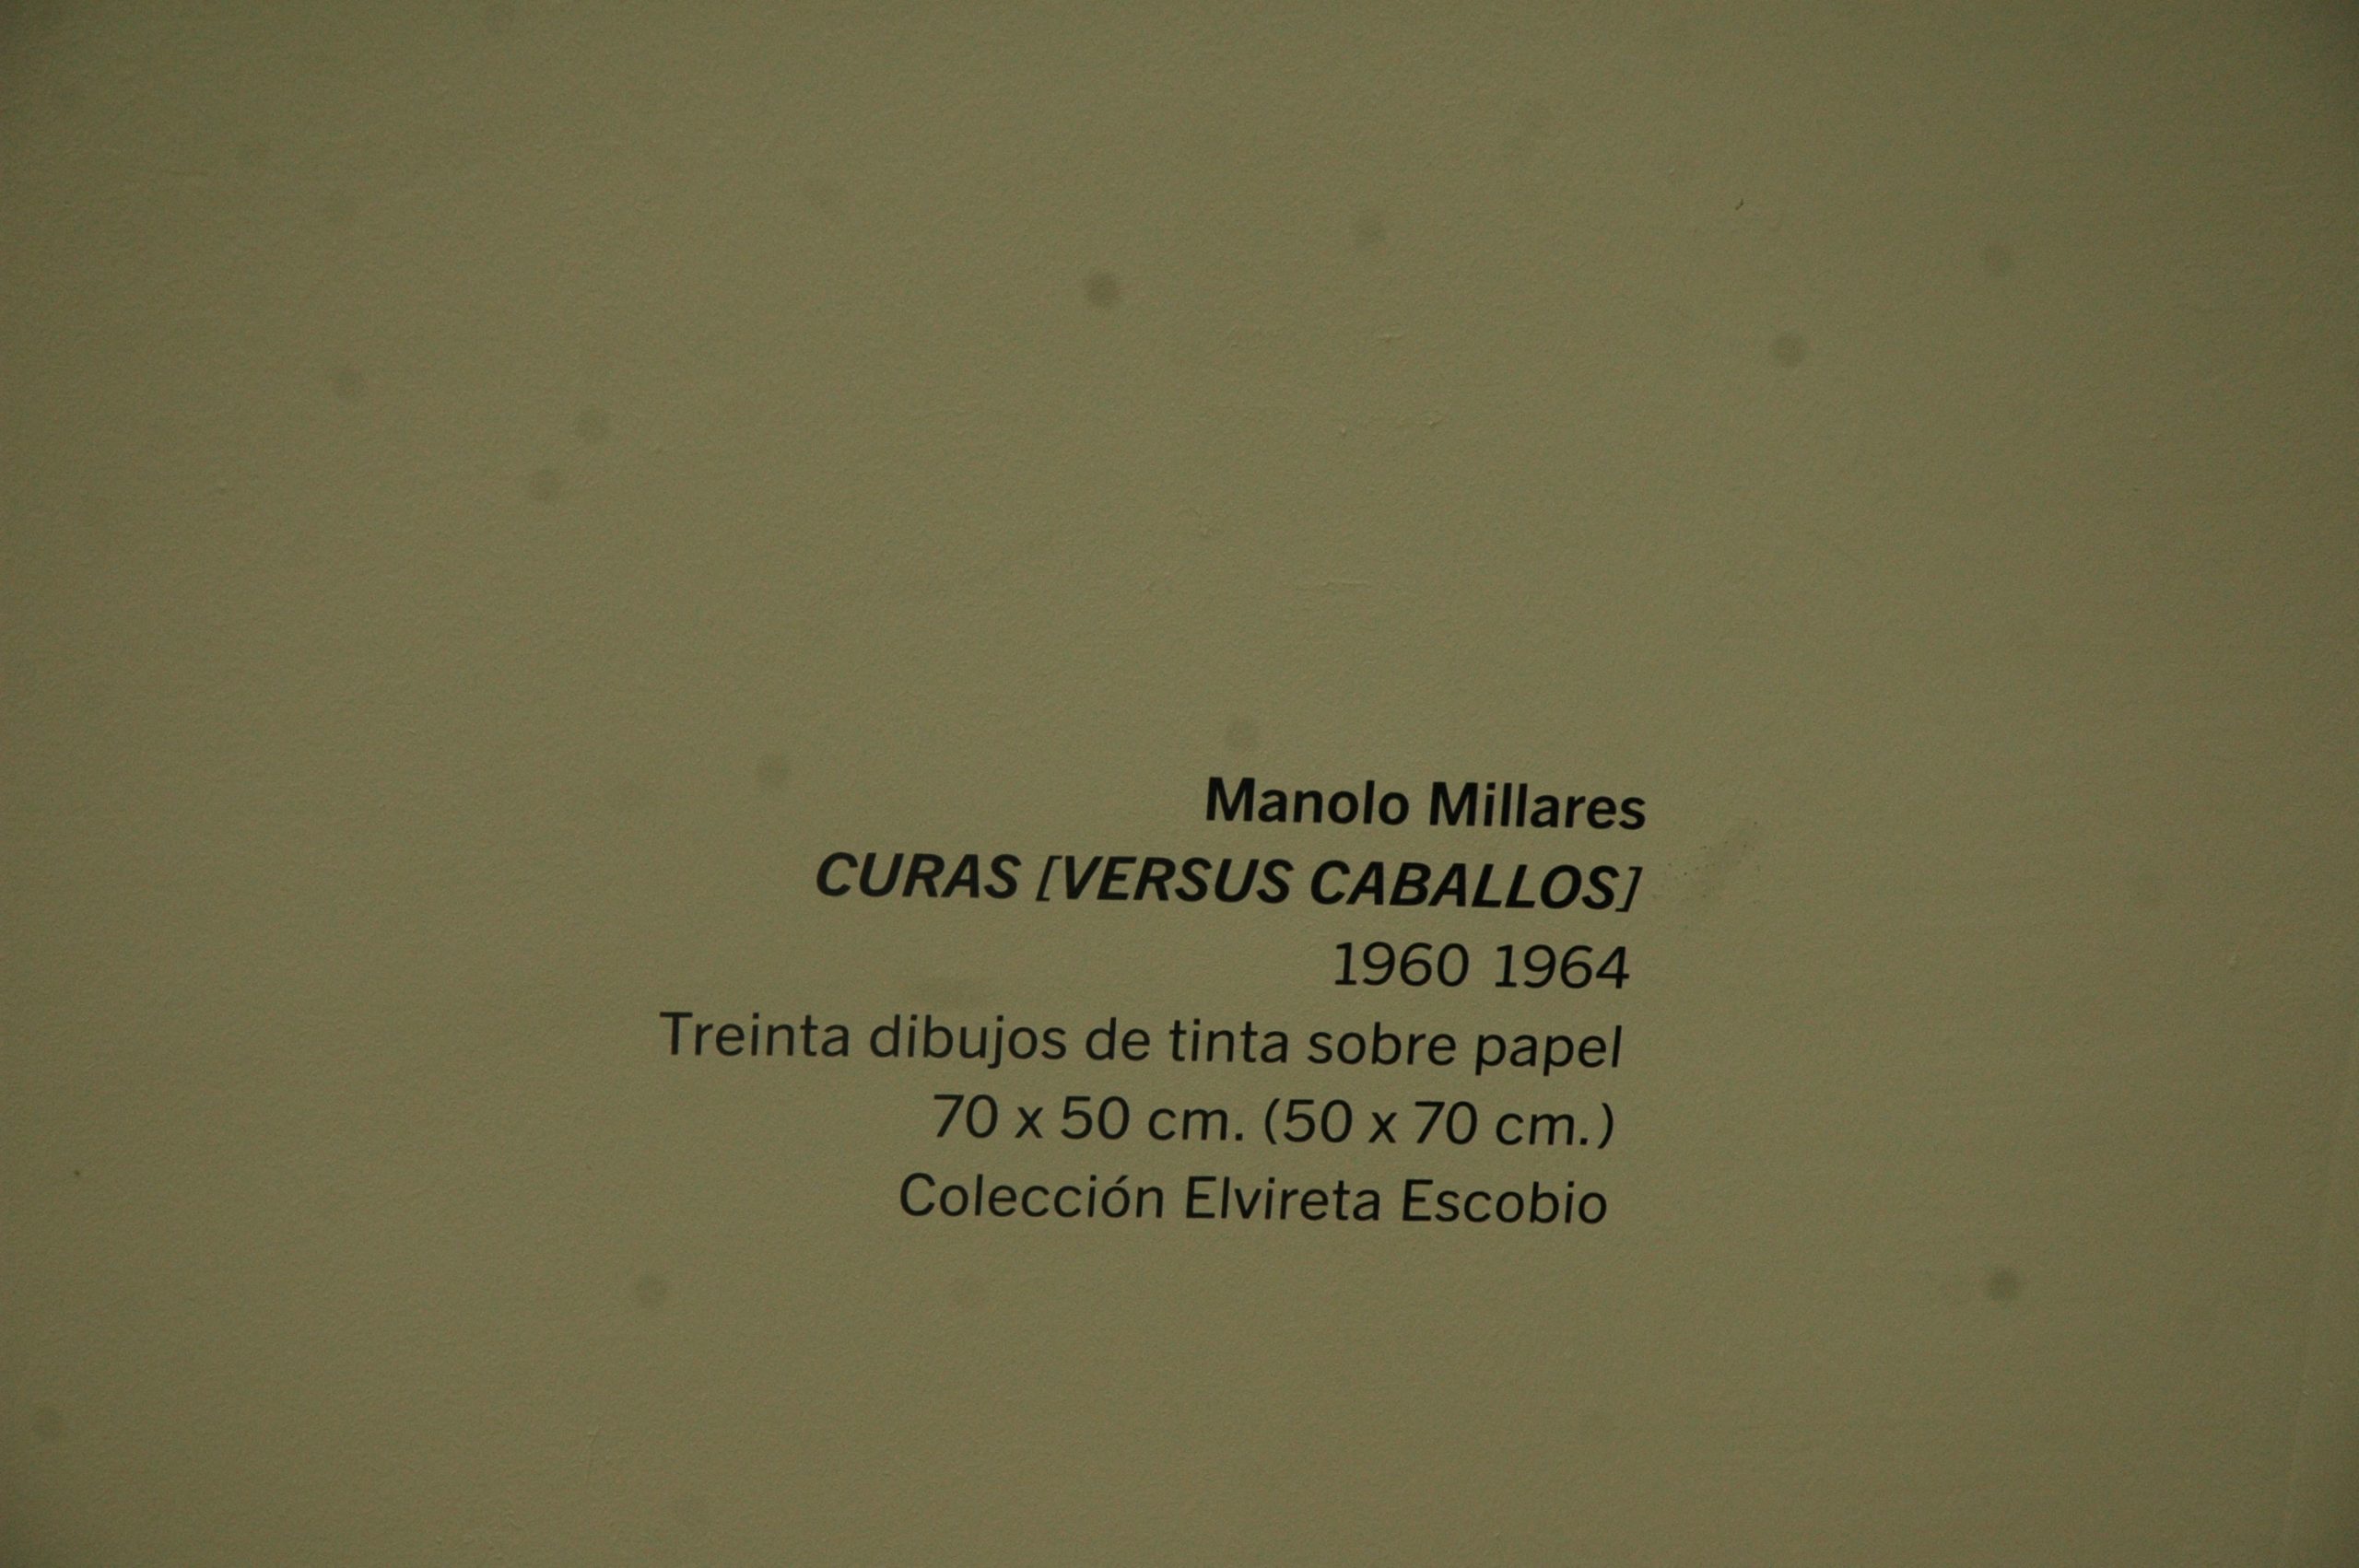 Manolo Millares
CURAS [VERSUS CABALLOS]
1960 1964
Treinta dibujos de tinta sobre papel
70 x 50 cm. (50 x 70 cm.)
Colección Elvireta Escobio